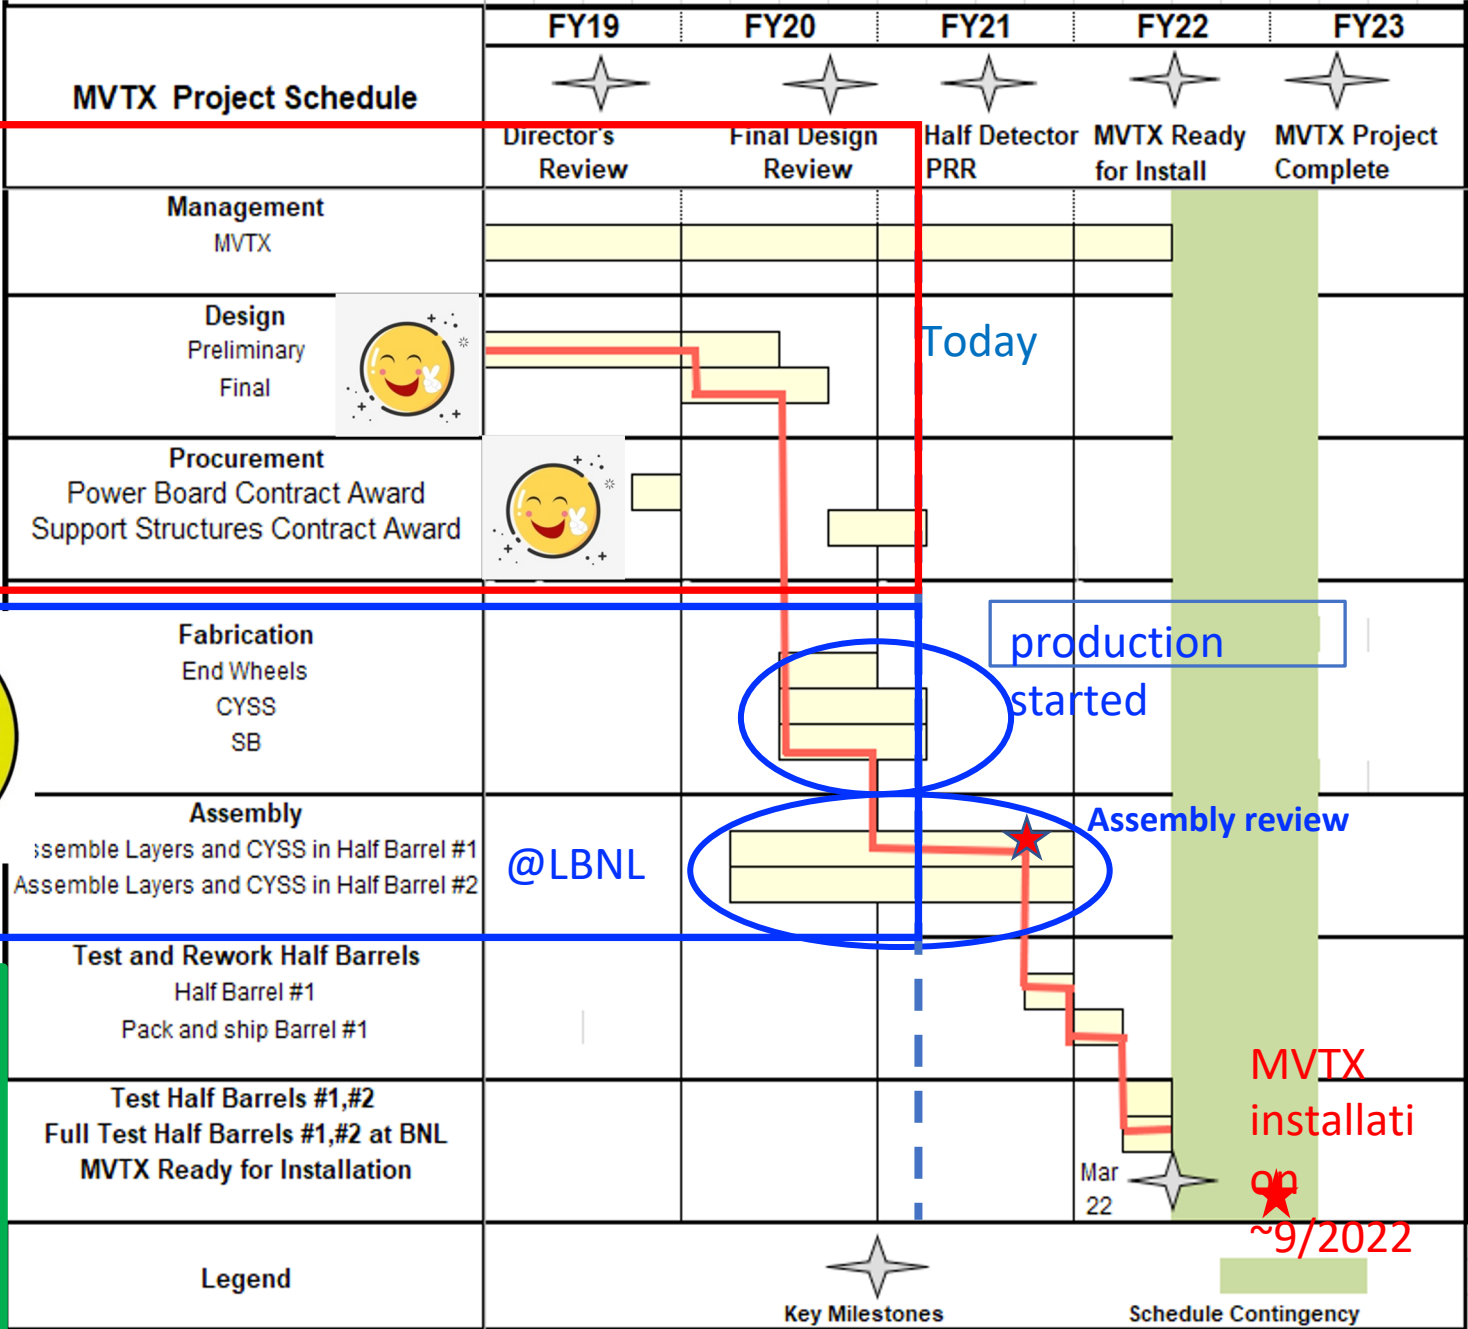 FY19 FY20 FY21 FY22 FY23
MVTX Project Schedule
Director's Review
Final Design Review
Half Detector PRR
MVTX Ready for Install
MVTX Project Complete
Management
MVTX
Design
Preliminary
Final
Today
Procurement
Power Board Contract Award
Support Structures Contract Award
Fabrication
End Wheels
CYSS
SB
production
started
Assembly
ssemble Layers and CYSS in Half Barrel #1
Assemble Layers and CYSS in Half Barrel #2
@LBNL
Assembly review
Test and Rework Half Barrels
Half Barrel #1
Pack and ship Barrel #1
Test Half Barrels #1,#2
Full Test Half Barrels #1,#2 at BNL
MVTX Ready for Installation
Mar
22
MVTX
installati
on
~9/2022
Legend
Key Milestones
Schedule Contingency